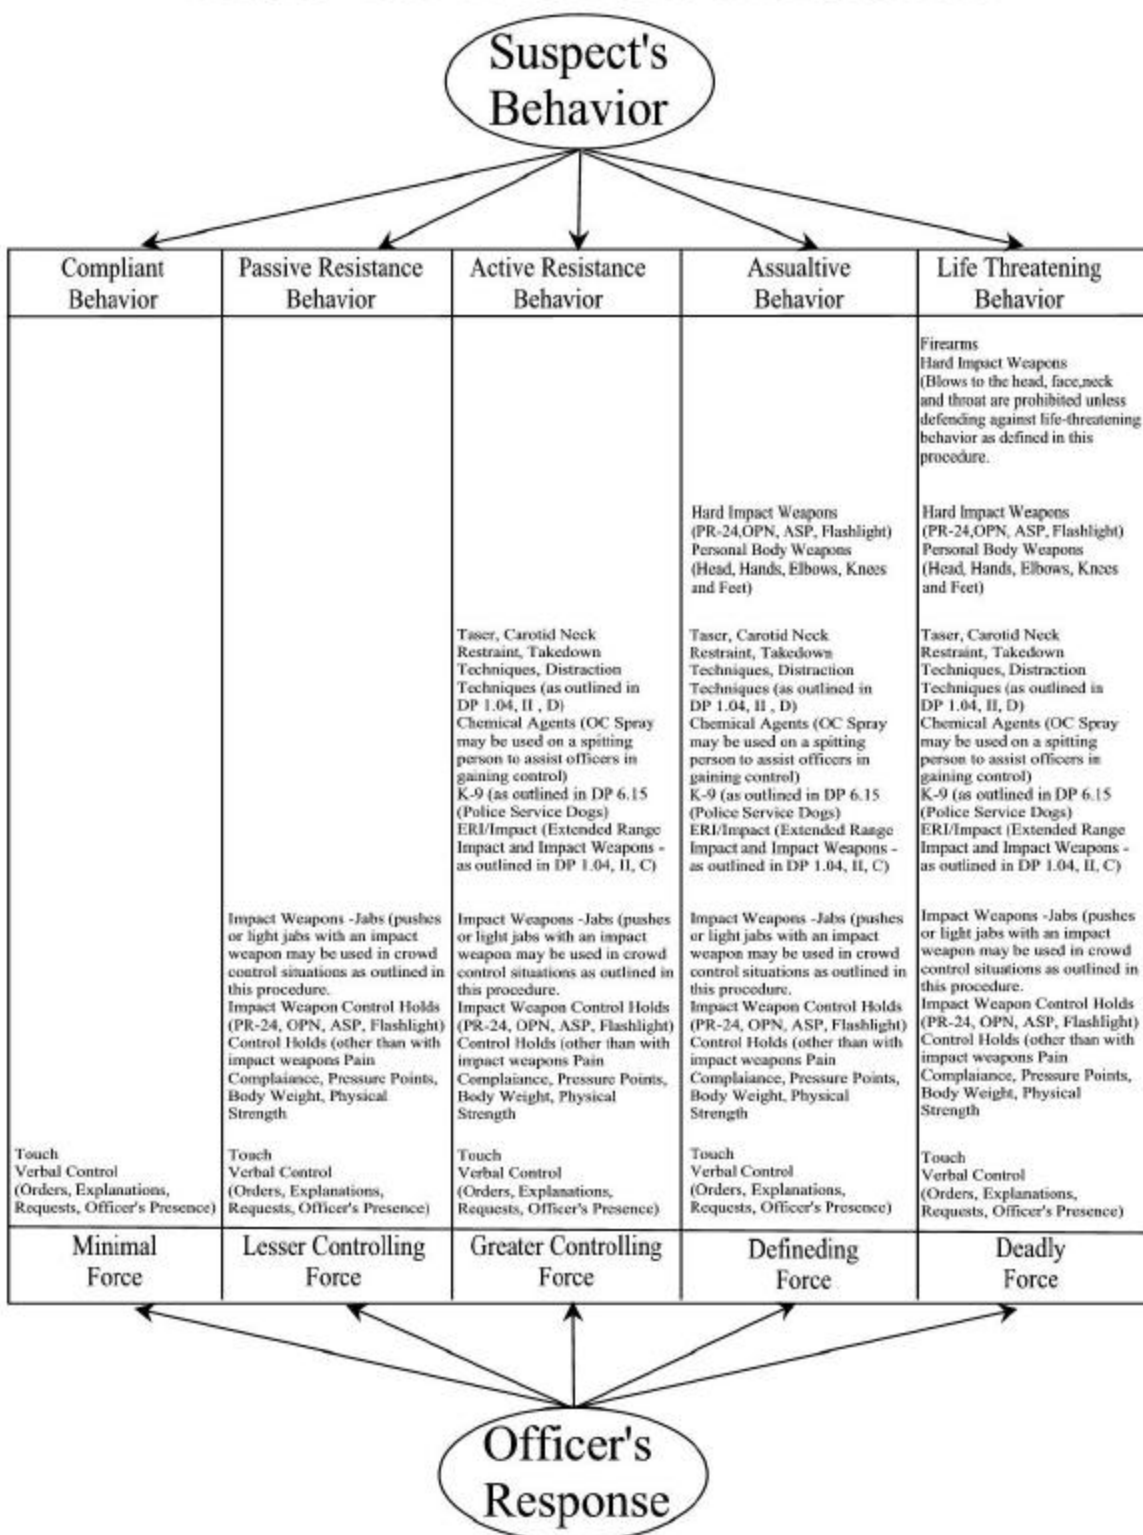 Suspect's
Behavior
Compliant
Behavior
Passive Resistance
Behavior
Active Resistance
Behavior
Assualtive
Behavior
Life Threatening
Behavior
Firearms
Hard Impact Weapons
(Blows to the head, face,neck
and throat are prohibited unless
defending against life-threatening
behavior as defined in this
procedure.
Hard Impact Weapons
(PR-24,OPN, ASP, Flashlight)
Personal Body Weapons
(Head, Hands, Elbows, Knees
and Feet)
Hard Impact Weapons
(PR-24,OPN, ASP, Flashlight)
Personal Body Weapons
(Head, Hands, Elbows, Knees
and Feet)
Taser, Carotid Neck
Restraint, Takedown
Techniques, Distraction
Techniques (as outlined in
DP 1.04, II , D)
Chemical Agents (OC Spray
may be used on a spitting
person to assist officers in
gaining control)
K-9 (as outlined in DP 6.15
(Police Service Dogs)
ERI/Impact (Extended Range
Impact and Impact Weapons -
as outlined in DP 1.04, II, C)
Taser, Carotid Neck
Restraint, Takedown
Techniques, Distraction
Techniques (as outlined in
DP 1.04, II , D)
Chemical Agents (OC Spray
may be used on a spitting
person to assist officers in
gaining control)
K-9 (as outlined in DP 6.15
(Police Service Dogs)
ERI/Impact (Extended Range
Impact and Impact Weapons -
as outlined in DP 1.04, II, C)
Taser, Carotid Neck
Restraint, Takedown
Techniques, Distraction
Techniques (as outlined in
DP 1.04, II, D)
Chemical Agents (OC Spray
may be used on a spitting
person to assist officers in
gaining control)
K-9 (as outlined in DP 6.15
(Police Service Dogs)
ERI/Impact (Extended Range
Impact and Impact Weapons -
as outlined in DP 1.04, II, C)
Impact Weapons -Jabs (pushes
or light jabs with an impact
weapon may be used in crowd
control situations as outlined in
this procedure.
Impact Weapon Control Holds
(PR-24, OPN, ASP, Flashlight)
Control Holds (other than with
impact weapons Pain
Complaiance, Pressure Points,
Body Weight, Physical
Strength
Impact Weapons -Jabs (pushes
or light jabs with an impact
weapon may be used in crowd
control situations as outlined in
this procedure.
Impact Weapon Control Holds
(PR-24, OPN, ASP, Flashlight)
Control Holds (other than with
impact weapons Pain
Complaiance, Pressure Points,
Body Weight, Physical
Strength
Impact Weapons -Jabs (pushes
or light jabs with an impact
weapon may be used in crowd
control situations as outlined in
this procedure.
Impact Weapon Control Holds
(PR-24, OPN, ASP, Flashlight)
Control Holds (other than with
impact weapons Pain
Complaiance, Pressure Points,
Body Weight, Physical
Strength
Impact Weapons -Jabs (pushes
or light jabs with an impact
weapon may be used in crowd
control situations as outlined in
this procedure.
Impact Weapon Control Holds
(PR-24, OPN, ASP, Flashlight)
Control Holds (other than with
impact weapons Pain
Complaiance, Pressure Points,
Body Weight, Physical
Strength
Touch
Verbal Control
(Orders, Explanations,
Requests, Officer's Presence)
Touch
Verbal Control
(Orders, Explanations,
Requests, Officer's Presence)
Touch
Verbal Control
(Orders, Explanations,
Requests, Officer's Presence)
Touch
Verbal Control
(Orders, Explanations,
Requests, Officer's Presence)
Touch
Verbal Control
(Orders, Explanations,
Requests, Officer's Presence)
Minimal
Force
Lesser Controlling
Force
Greater Controlling
Force
Defineding
Force
Deadly
Force
Officer's
Response